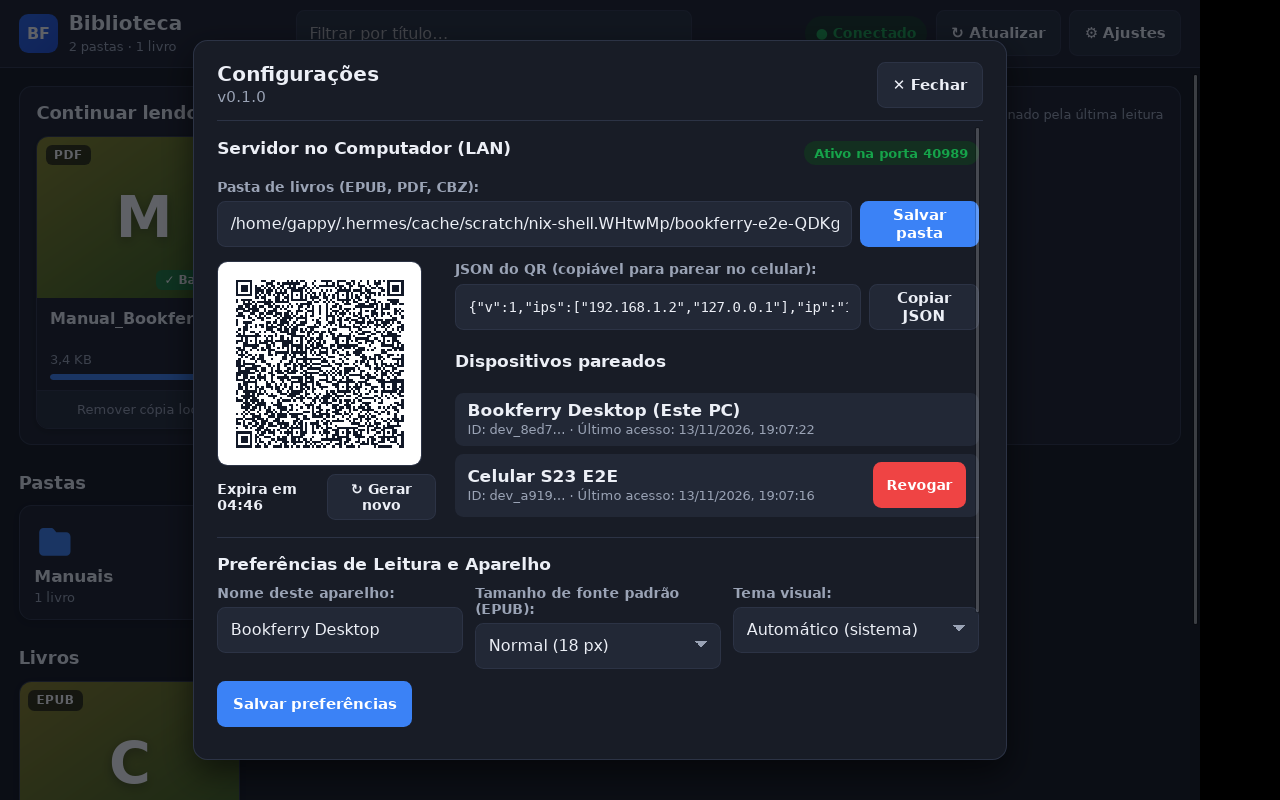 BF
Biblioteca
2 pastas · 1 livro
Filtrar por título...
● Conectado
↻ Atualizar
⚙ Ajustes
Configurações
v0.1.0
✕ Fechar
Continuar lendo
nado pela última leitura
PDF
M
✓ Ba
Manual_Bookfer
3,4 KB
Remover cópia loc
Servidor no Computador (LAN)
Ativo na porta 40989
Pasta de livros (EPUB, PDF, CBZ):
/home/gappy/.hermes/cache/scratch/nix-shell.WHtwMp/bookferry-e2e-QDKg
Salvar
pasta
JSON do QR (copiável para parear no celular):
{"v":1,"ips":["192.168.1.2","127.0.0.1"],"ip":"
Copiar
JSON
Dispositivos pareados
Bookferry Desktop (Este PC)
ID: dev_8ed7... · Último acesso: 13/11/2026, 19:07:22
Celular S23 E2E
ID: dev_a919... · Último acesso: 13/11/2026, 19:07:16
Revogar
Expira em
04:46
↻ Gerar
novo
Pastas
Manuais
1 livro
Preferências de Leitura e Aparelho
Nome deste aparelho:
Bookferry Desktop
Tamanho de fonte padrão
(EPUB):
Normal (18 px)
Tema visual:
Automático (sistema)
Salvar preferências
Livros
EPUB
C